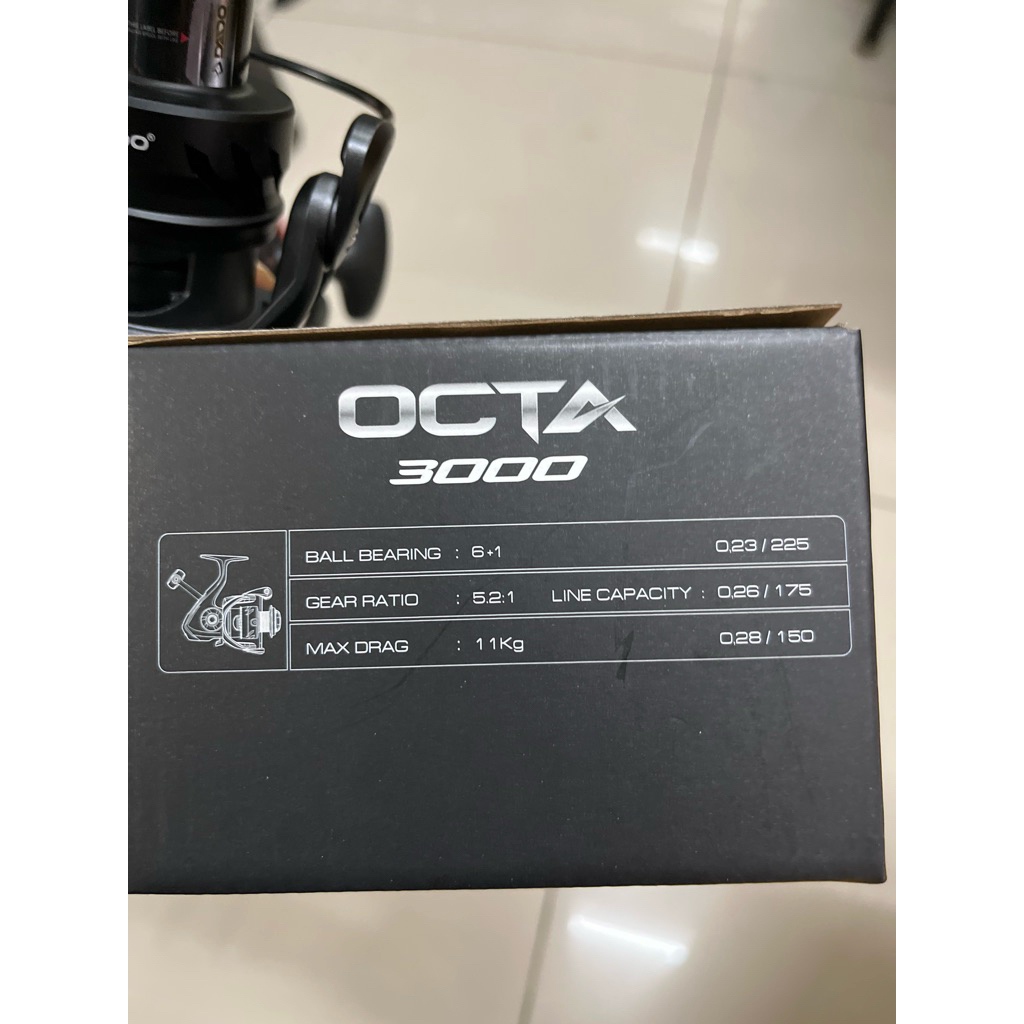 DAIDO
OCTA
3000
BALL BEARING : 6+1
0,23 / 225
GEAR RATIO : 5.2:1
LINE CAPACITY : 0,26 / 175
MAX DRAG : 11Kg
0,28 / 150